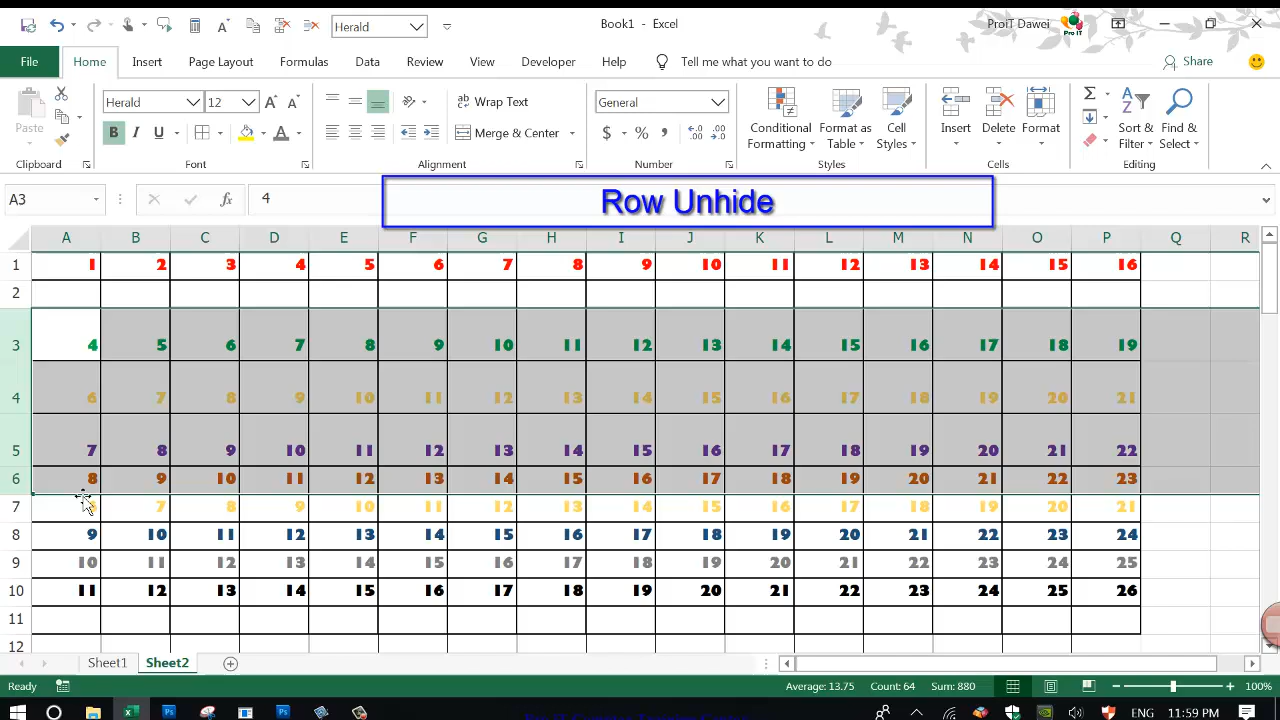 Herald
Book1 - Excel
ProIT Dawei
Pro IT
File Home Insert Page Layout Formulas Data Review View Developer Help Tell me what you want to do Share
Paste
Herald 12
B I U
Wrap Text
Merge & Center
General
$ % ,
Conditional Formatting
Format as Table
Cell Styles
Insert
Delete
Format
Sort & Filter
Find & Select
Clipboard Font Alignment Number Styles Cells Editing
A3 fx 4
Row Unhide
A B C D E F G H I J K L M N O P Q R
1 1 2 3 4 5 6 7 8 9 10 11 12 13 14 15 16
2
3 4 5 6 7 8 9 10 11 12 13 14 15 16 17 18 19
4 6 7 8 9 10 11 12 13 14 15 16 17 18 19 20 21
5 7 8 9 10 11 12 13 14 15 16 17 18 19 20 21 22
6 8 9 10 11 12 13 14 15 16 17 18 19 20 21 22 23
7 7 8 9 10 11 12 13 14 15 16 17 18 19 20 21
8 9 10 11 12 13 14 15 16 17 18 19 20 21 22 23 24
9 10 11 12 13 14 15 16 17 18 19 20 21 22 23 24 25
10 11 12 13 14 15 16 17 18 19 20 21 22 23 24 25 26
11
12
Sheet1 Sheet2
Ready Average: 13.75 Count: 64 Sum: 880 100%
ENG 11:59 PM